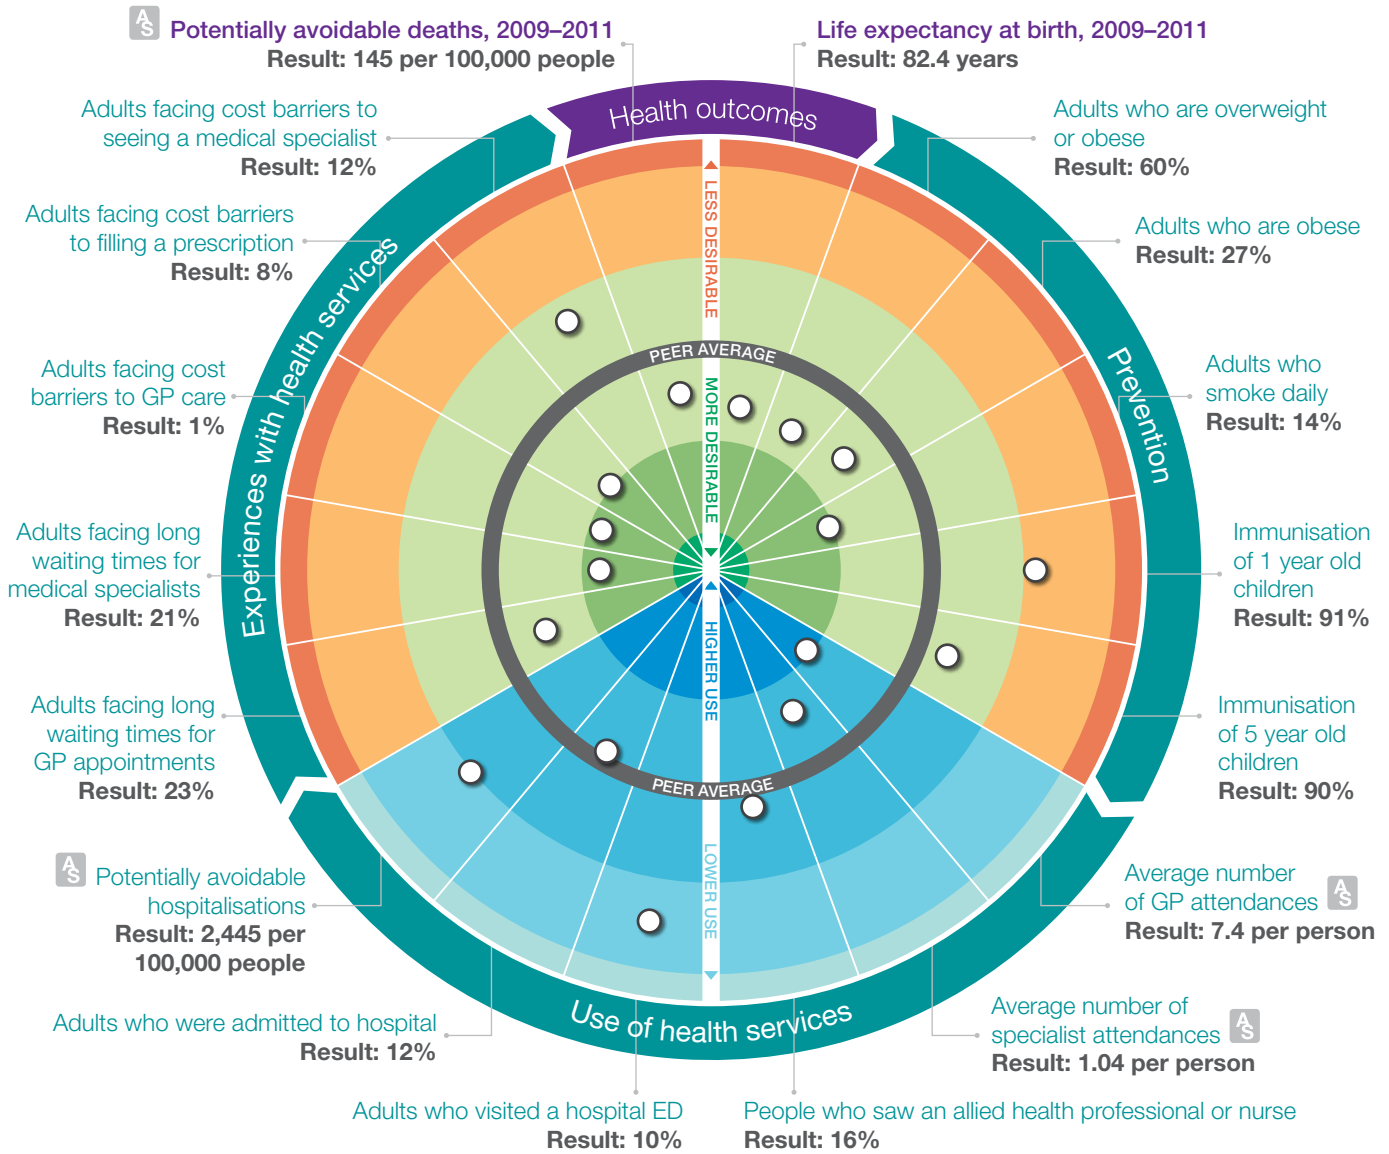 AS Potentially avoidable deaths, 2009–2011
Result: 145 per 100,000 people
Life expectancy at birth, 2009–2011
Result: 82.4 years
Adults facing cost barriers to
seeing a medical specialist
Result: 12%
Health outcomes
Adults who are overweight
or obese
Result: 60%
Adults facing cost barriers
to filling a prescription
Result: 8%
Adults who are obese
Result: 27%
Adults facing cost
barriers to GP care
Result: 1%
Adults who
smoke daily
Result: 14%
Experiences with health services
Prevention
LESS DESIRABLE
PEER AVERAGE
MORE DESIRABLE
Adults facing long
waiting times for
medical specialists
Result: 21%
Immunisation
of 1 year old
children
Result: 91%
HIGHER USE
PEER AVERAGE
LOWER USE
Adults facing long
waiting times for
GP appointments
Result: 23%
Immunisation
of 5 year old
children
Result: 90%
AS Potentially avoidable
hospitalisations
Result: 2,445 per
100,000 people
Average number
of GP attendances AS
Result: 7.4 per person
Use of health services
Adults who were admitted to hospital
Result: 12%
Average number of
specialist attendances AS
Result: 1.04 per person
Adults who visited a hospital ED
Result: 10%
People who saw an allied health professional or nurse
Result: 16%